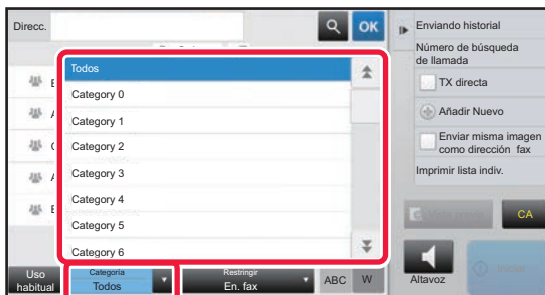 Direcc.
OK
Todos
Category 0
Category 1
Category 2
Category 3
Category 4
Category 5
Category 6
Uso
habitual
Categoría
Todos
Restringir
En. fax
ABC
W
Enviando historial
Número de búsqueda
de llamada
TX directa
Añadir Nuevo
Enviar misma imagen
como dirección fax
Imprimir lista indiv.
CA
Altavoz